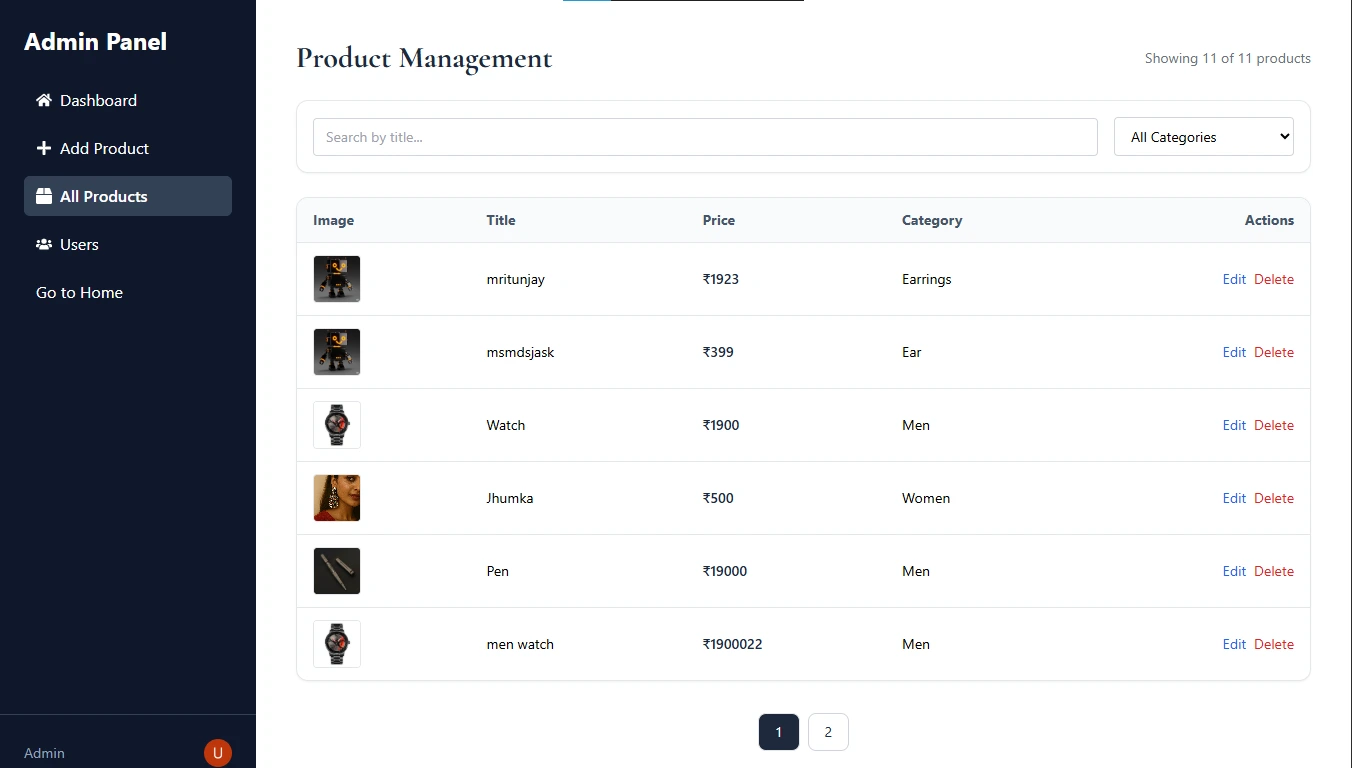 Admin Panel
Dashboard
Add Product
All Products
Users
Go to Home
Admin
U
Product Management
Showing 11 of 11 products
Search by title...
All Categories
Image Title Price Category Actions
mritunjay ₹1923 Earrings Edit Delete
msmdsjask ₹399 Ear Edit Delete
Watch ₹1900 Men Edit Delete
Jhumka ₹500 Women Edit Delete
Pen ₹19000 Men Edit Delete
men watch ₹1900022 Men Edit Delete
1 2